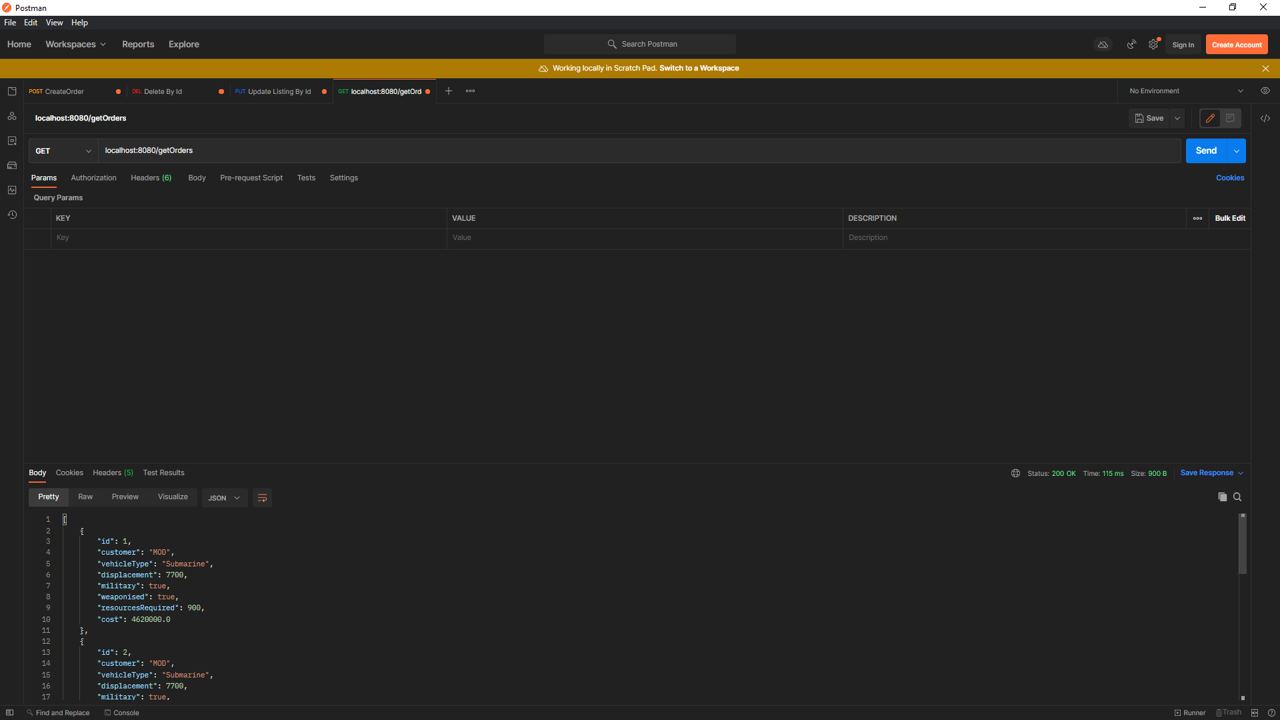 Postman
File Edit View Help
Home Workspaces Reports Explore Search Postman Sign In Create Account
Working locally in Scratch Pad. Switch to a Workspace
POST CreateOrder DEL Delete By Id PUT Update Listing By Id GET localhost:8080/getOrd No Environment
localhost:8080/getOrders Save
GET localhost:8080/getOrders Send
Params Authorization Headers (6) Body Pre-request Script Tests Settings Cookies
Query Params
KEY VALUE DESCRIPTION Bulk Edit
Key Value Description
Body Cookies Headers (5) Test Results Status: 200 OK Time: 115 ms Size: 900 B Save Response
Pretty Raw Preview Visualize JSON
1 [
2 {
3 "id": 1,
4 "customer": "MOD",
5 "vehicleType": "Submarine",
6 "displacement": 7700,
7 "military": true,
8 "weaponised": true,
9 "resourcesRequired": 900,
10 "cost": 4620000.0
11 },
12 {
13 "id": 2,
14 "customer": "MOD",
15 "vehicleType": "Submarine",
16 "displacement": 7700,
17 "military": true,
Find and Replace Console Runner Trash